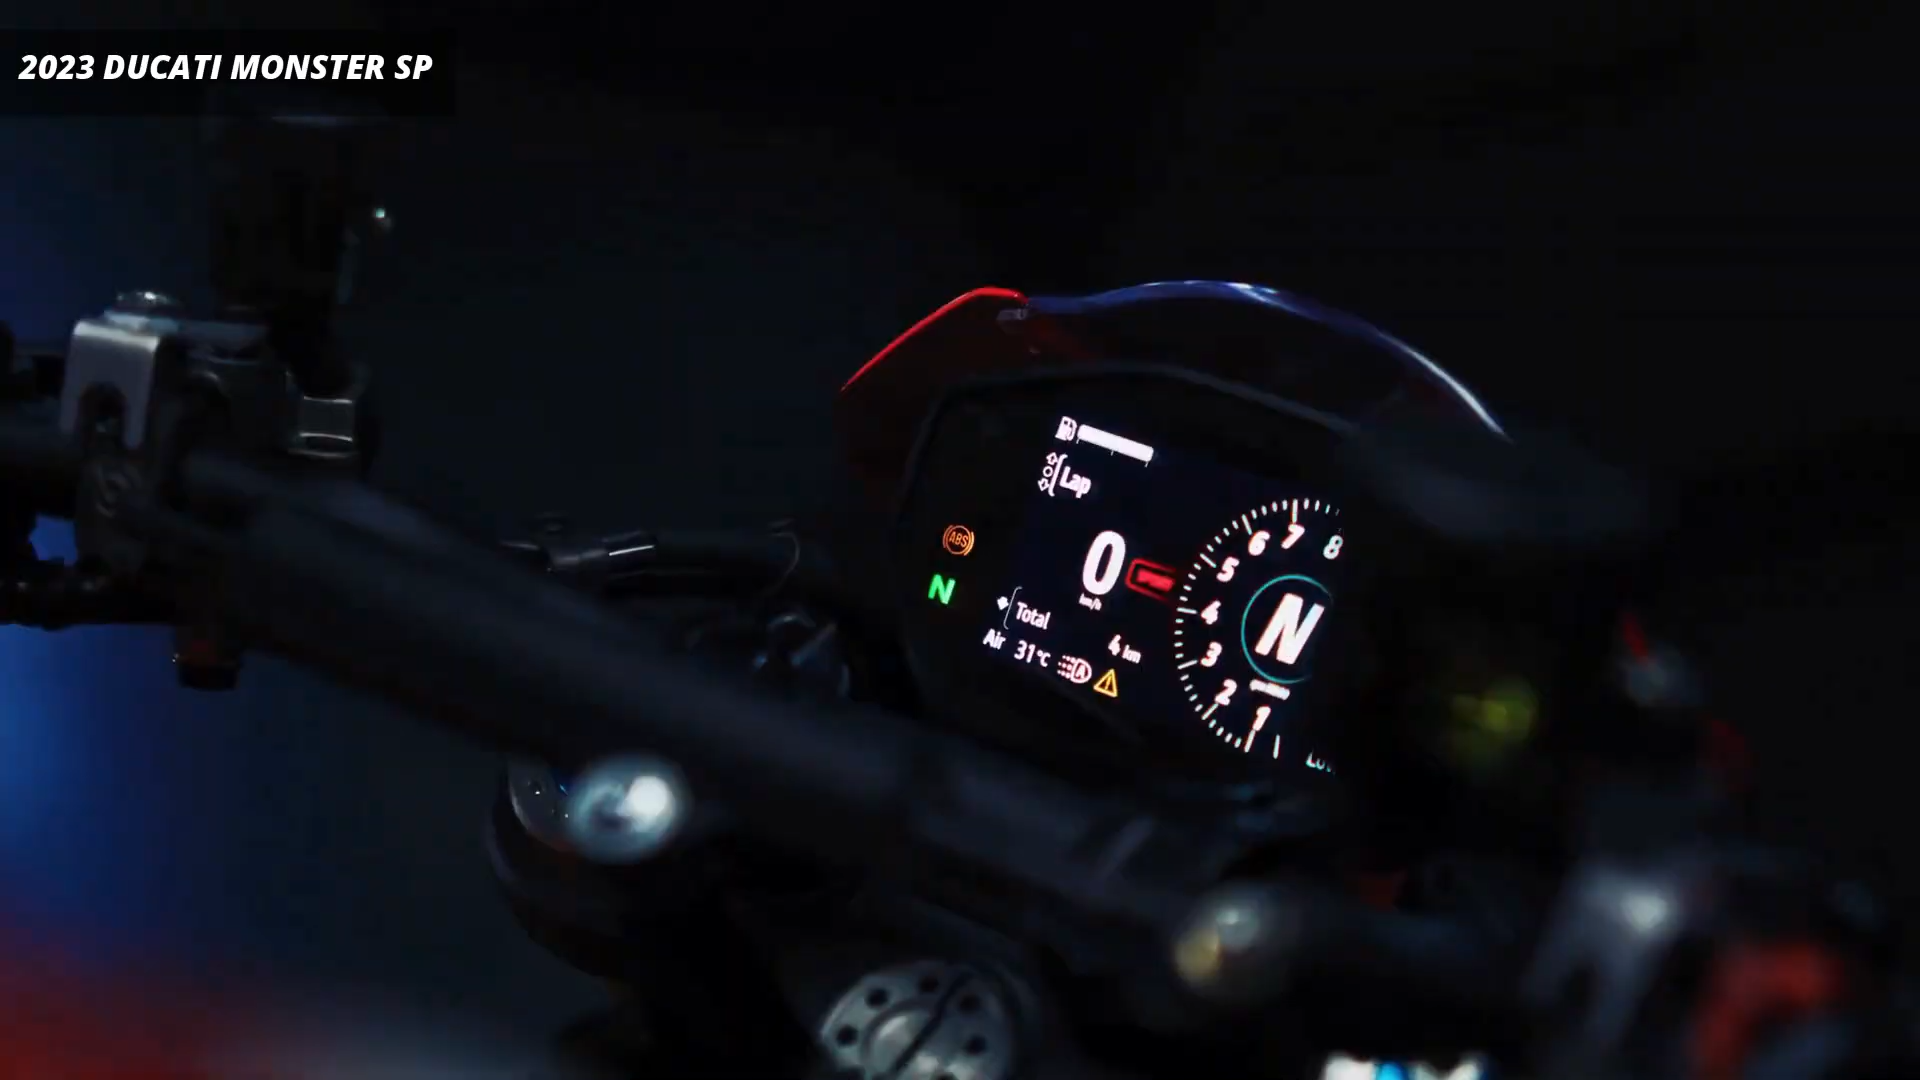 2023 DUCATI MONSTER SP
Lap
ABS
N
0
km/h
SPORT
Total
4 km
Air 31°C
A
8
7
6
5
4
3
2
1
N